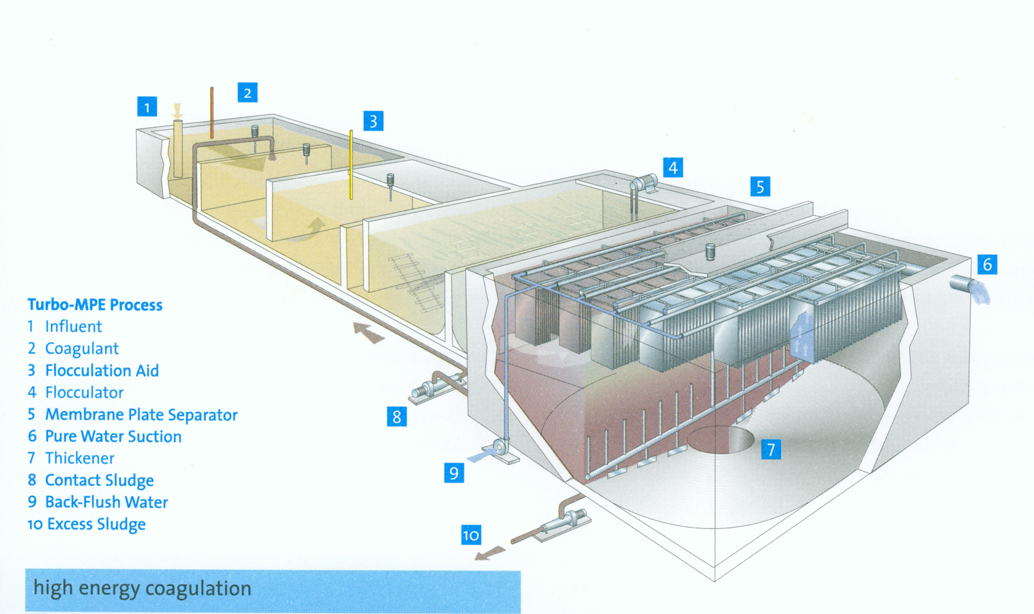 1
2
3
4
5
6
Turbo-MPE Process
1 Influent
2 Coagulant
3 Flocculation Aid
4 Flocculator
5 Membrane Plate Separator
6 Pure Water Suction
7 Thickener
8 Contact Sludge
9 Back-Flush Water
10 Excess Sludge
8
7
9
10
high energy coagulation